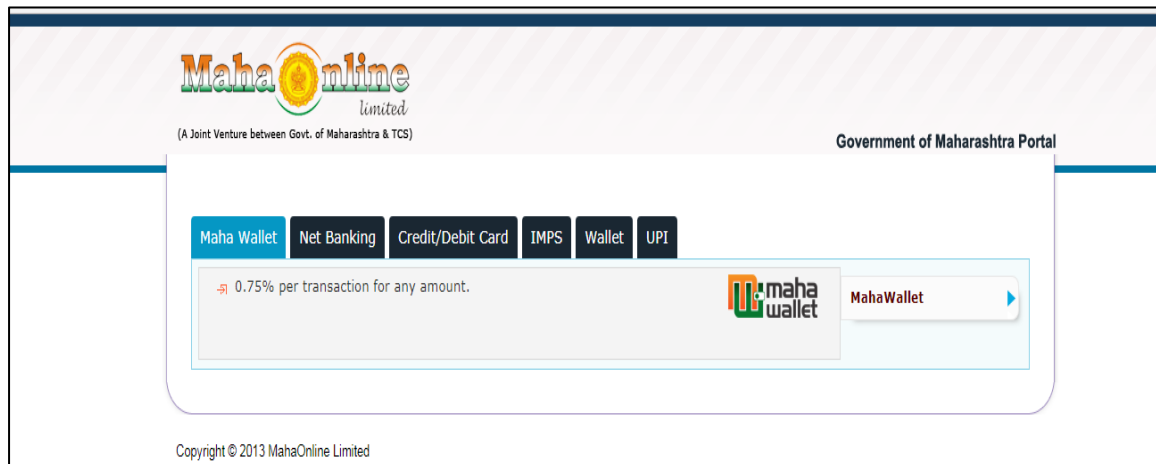 MahaOnline
limited
(A Joint Venture between Govt. of Maharashtra & TCS)
Government of Maharashtra Portal
Maha Wallet Net Banking Credit/Debit Card IMPS Wallet UPI
0.75% per transaction for any amount.
maha
wallet
MahaWallet
Copyright © 2013 MahaOnline Limited